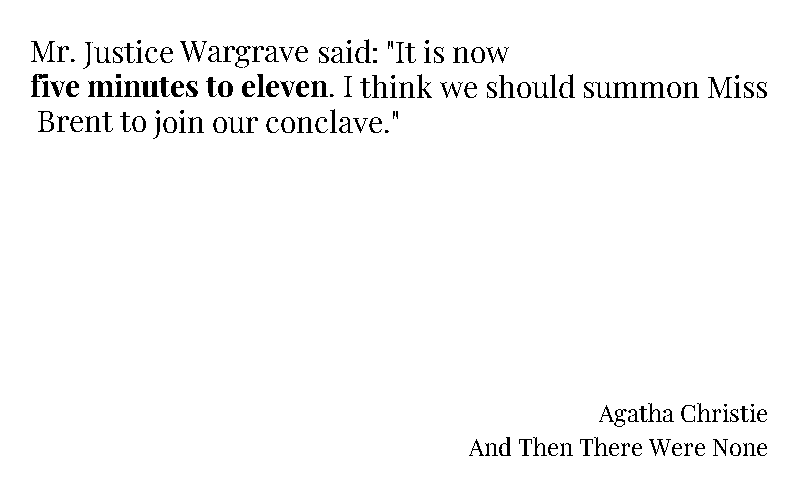 Mr. Justice Wargrave said: "It is now
five minutes to eleven. I think we should summon Miss
Brent to join our conclave."
Agatha Christie
And Then There Were None